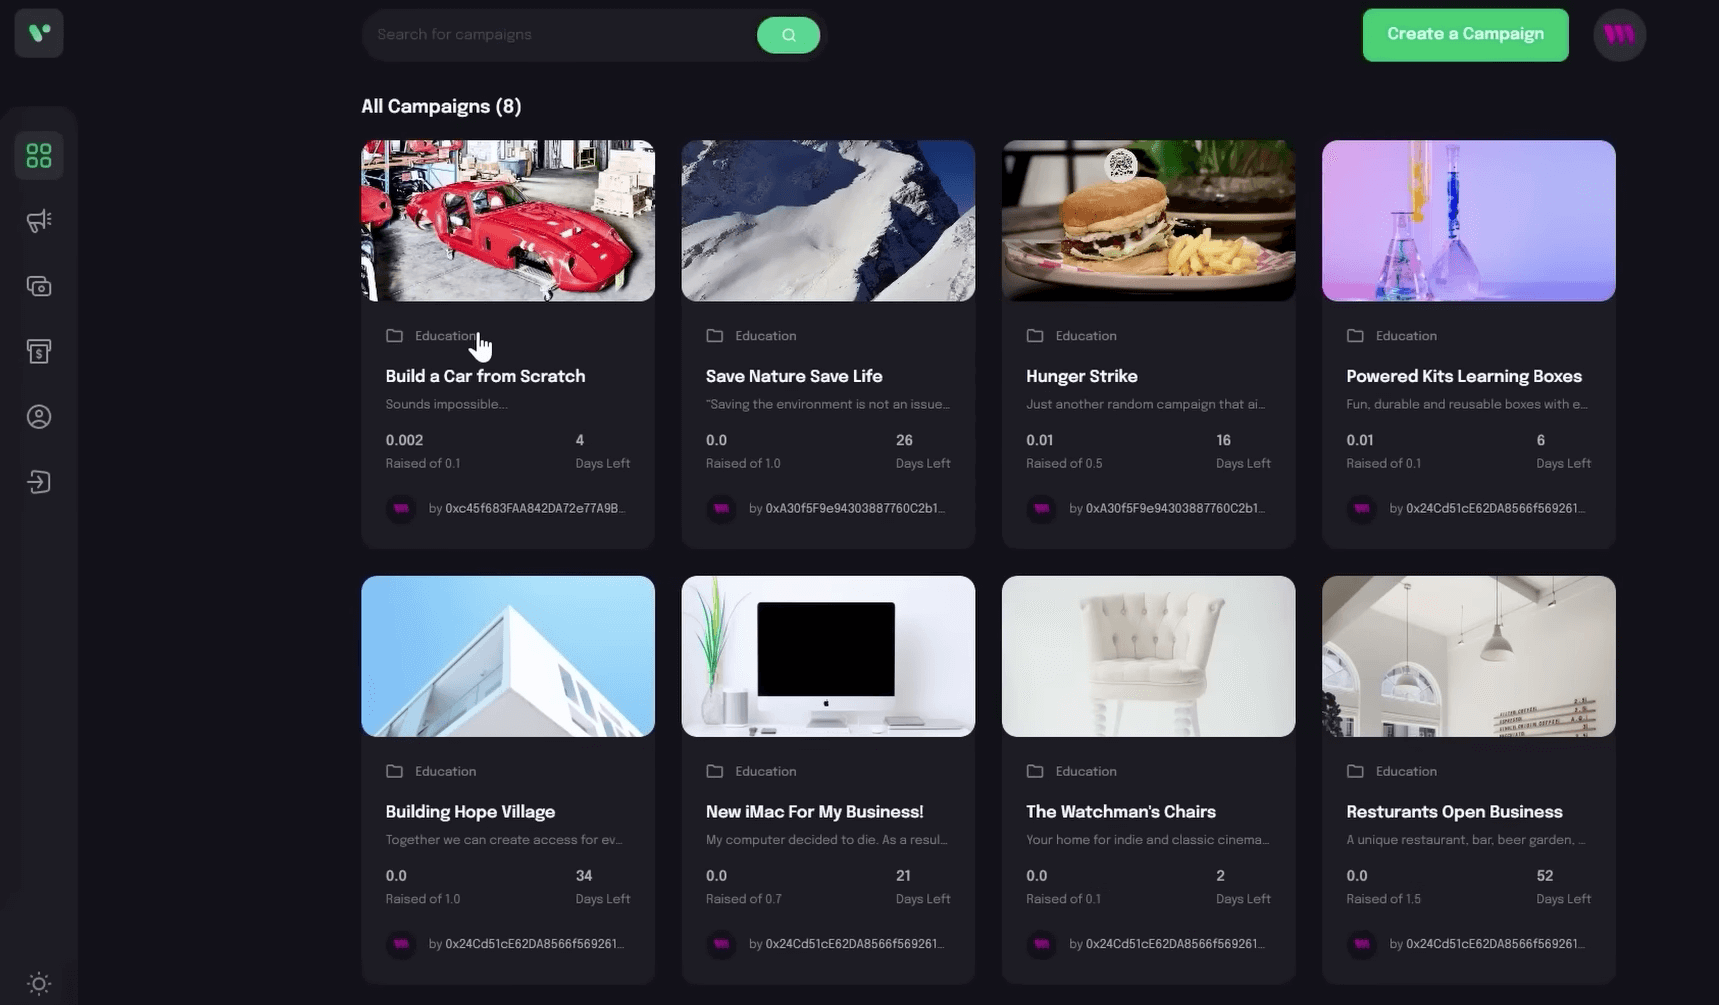 Search for campaigns
Create a Campaign
All Campaigns (8)
Education
Build a Car from Scratch
Sounds impossible...
0.002
4
Raised of 0.1
Days Left
by 0xc45f683FAA842DA72e77A9B...
Education
Save Nature Save Life
"Saving the environment is not an issue...
0.0
26
Raised of 1.0
Days Left
by 0xA30f5F9e94303887760C2b1...
Education
Hunger Strike
Just another random campaign that ai...
0.01
16
Raised of 0.5
Days Left
by 0xA30f5F9e94303887760C2b1...
Education
Powered Kits Learning Boxes
Fun, durable and reusable boxes with e...
0.01
6
Raised of 0.1
Days Left
by 0x24Cd51cE62DA8566f569261...
Education
Building Hope Village
Together we can create access for ev...
0.0
34
Raised of 1.0
Days Left
by 0x24Cd51cE62DA8566f569261...
Education
New iMac For My Business!
My computer decided to die. As a resul...
0.0
21
Raised of 0.7
Days Left
by 0x24Cd51cE62DA8566f569261...
Education
The Watchman's Chairs
Your home for indie and classic cinema...
0.0
2
Raised of 0.1
Days Left
by 0x24Cd51cE62DA8566f569261...
Education
Resturants Open Business
A unique restaurant, bar, beer garden, ...
0.0
52
Raised of 1.5
Days Left
by 0x24Cd51cE62DA8566f569261...